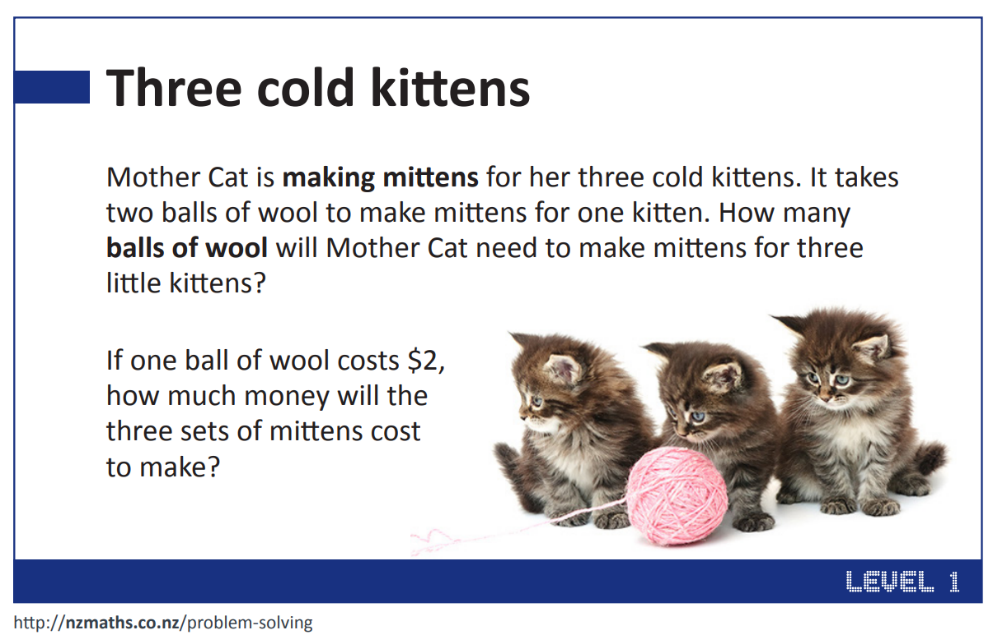 Three cold kittens
Mother Cat is making mittens for her three cold kittens. It takes
two balls of wool to make mittens for one kitten. How many
balls of wool will Mother Cat need to make mittens for three
little kittens?
If one ball of wool costs $2,
how much money will the
three sets of mittens cost
to make?
LEVEL 1
http://nzmaths.co.nz/problem-solving